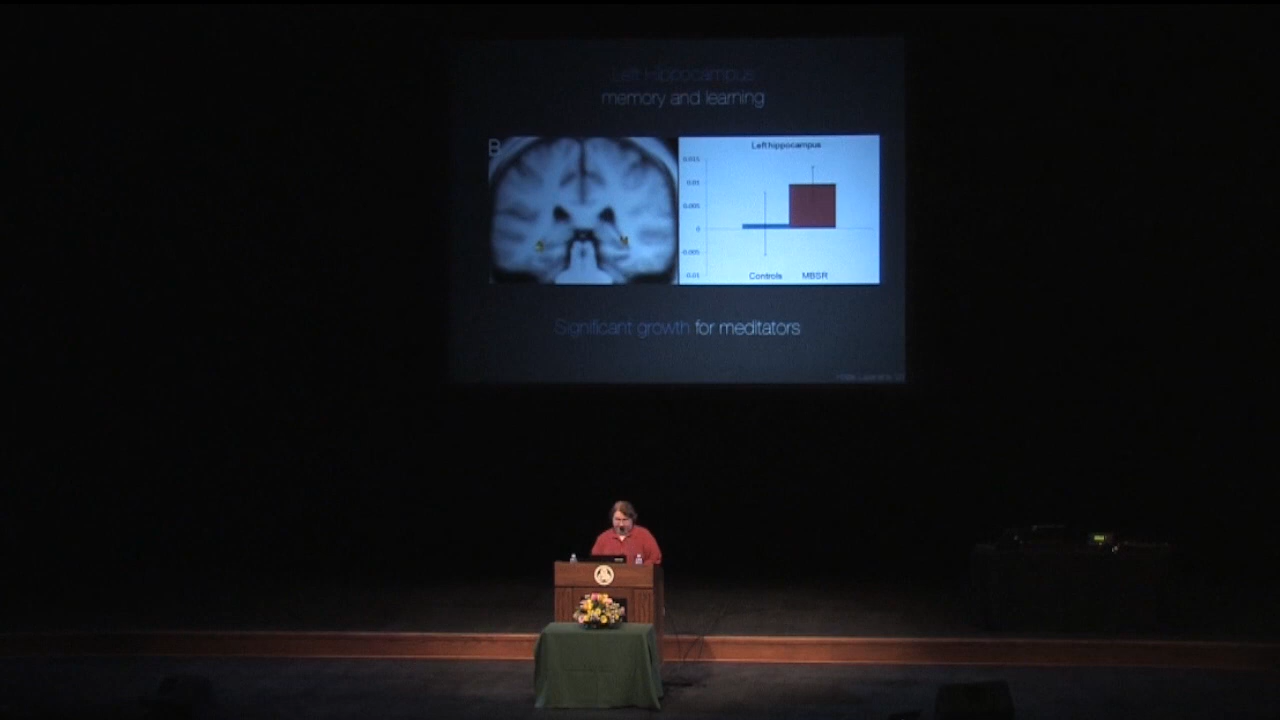 Left Hippocampus
memory and learning
B
Left hippocampus
0.015
0.01
0.005
0
-0.005
-0.01
Controls MBSR
Significant growth for meditators